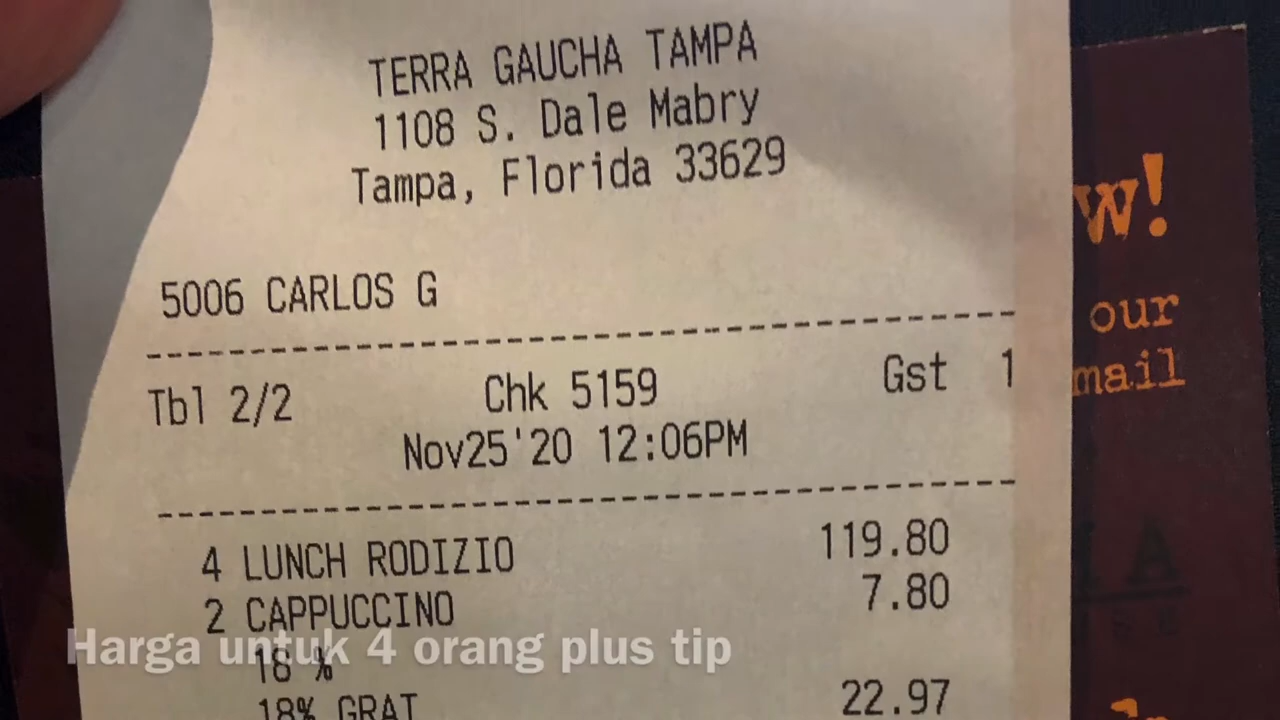 TERRA GAUCHA TAMPA
1108 S. Dale Mabry
Tampa, Florida 33629
5006 CARLOS G
Tbl 2/2 Chk 5159 Gst 1
Nov25'20 12:06PM
4 LUNCH RODIZIO 119.80
2 CAPPUCCINO 7.80
18 %
18% GRAT 22.97
Harga untuk 4 orang plus tip
w!
our
mail